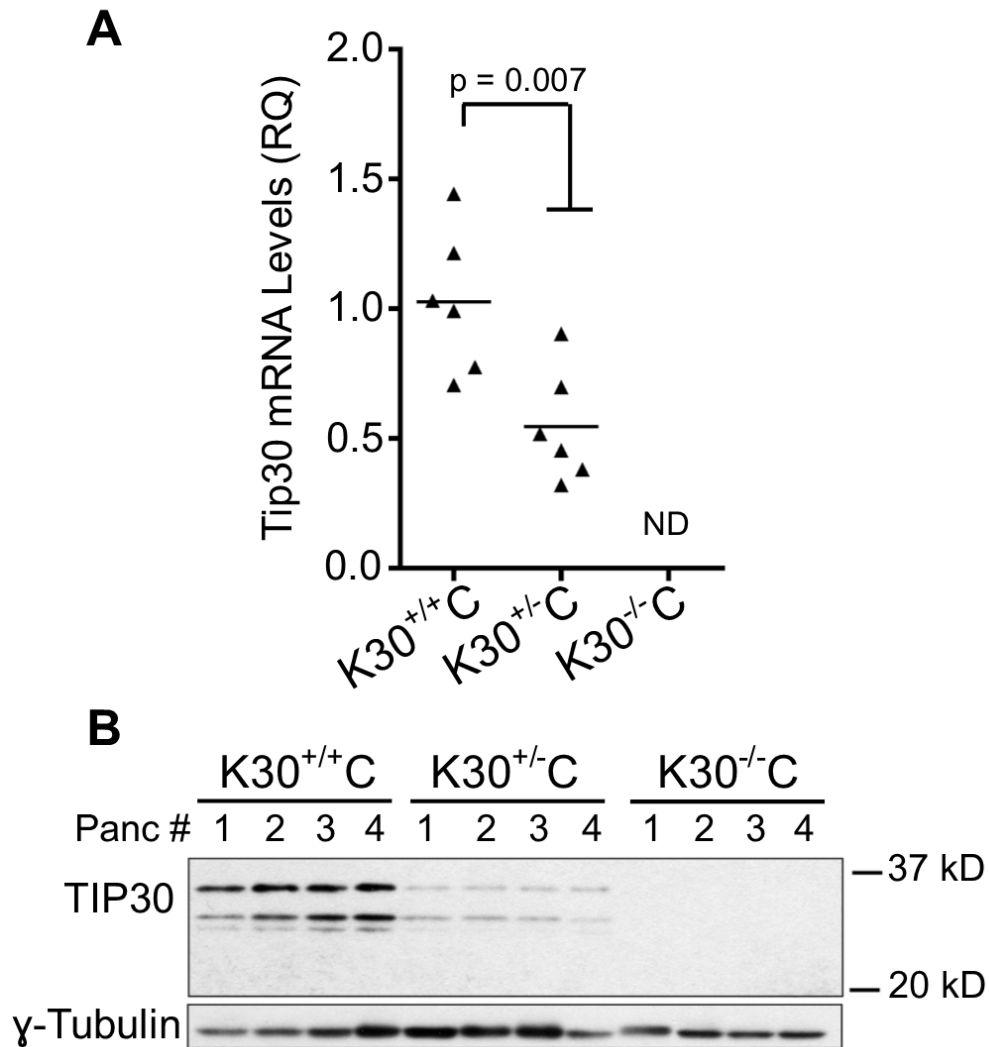 A
2.0
p = 0.007
1.5
1.0
0.5
0.0
Tip30 mRNA Levels (RQ)
ND
K30+/+C
K30+/-C
K30-/-C
B
K30+/+C K30+/-C K30-/-C
Panc # 1 2 3 4 1 2 3 4 1 2 3 4
37 kD
TIP30
20 kD
ɣ-Tubulin